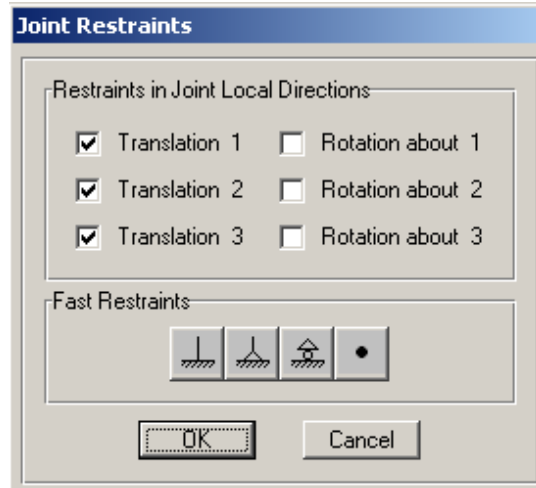 Joint Restraints
Restraints in Joint Local Directions
Translation 1 Rotation about 1
Translation 2 Rotation about 2
Translation 3 Rotation about 3
Fast Restraints
OK Cancel